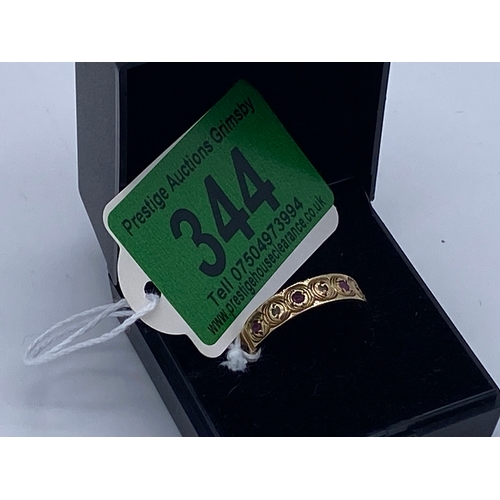 Prestige Auctions Grimsby
344
Tell 07504973994
www.prestigehouseclearance.co.uk